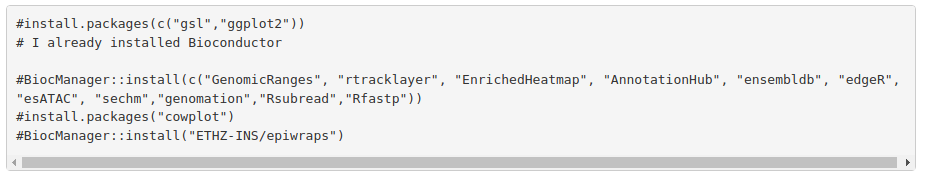 #install.packages(c("gsl","ggplot2"))
# I already installed Bioconductor
#BiocManager::install(c("GenomicRanges", "rtracklayer", "EnrichedHeatmap", "AnnotationHub", "ensembldb", "edgeR",
"esATAC", "sechm","genomation","Rsubread","Rfastp"))
#install.packages("cowplot")
#BiocManager::install("ETHZ-INS/epiwraps")